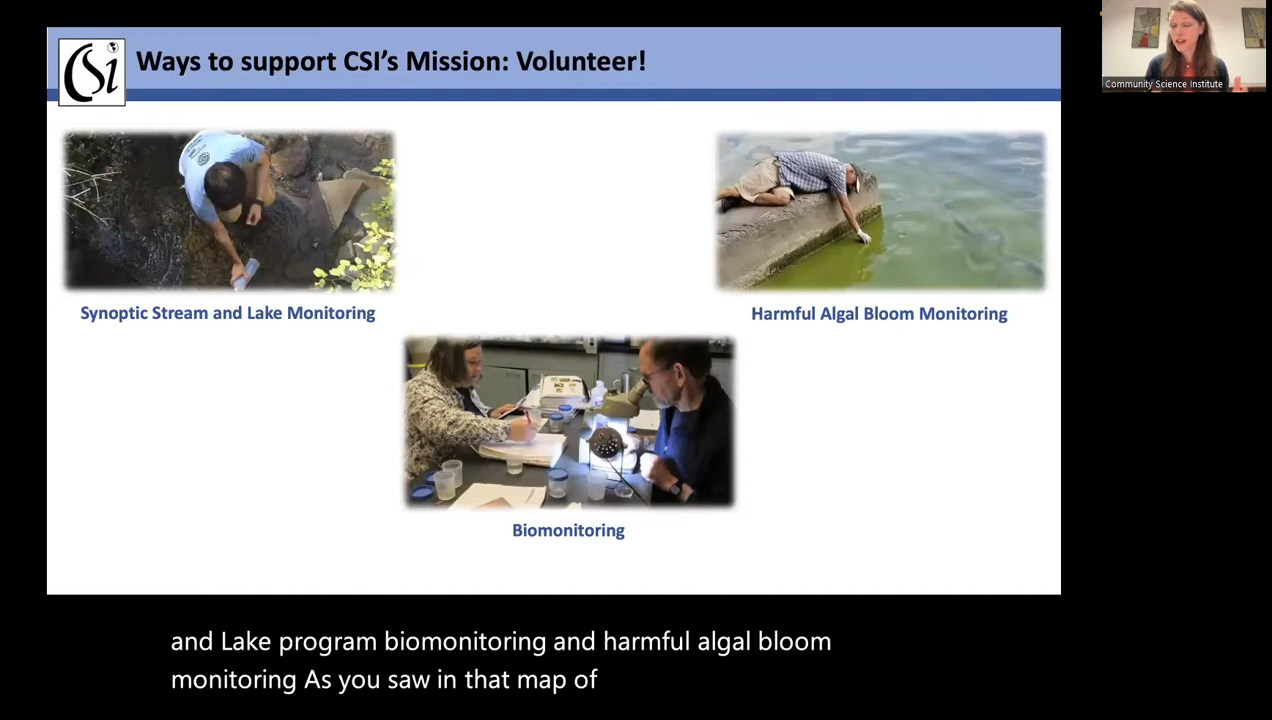 CSi
Ways to support CSI's Mission: Volunteer!
Community Science Institute
Synoptic Stream and Lake Monitoring
Harmful Algal Bloom Monitoring
Biomonitoring
and Lake program biomonitoring and harmful algal bloom
monitoring As you saw in that map of